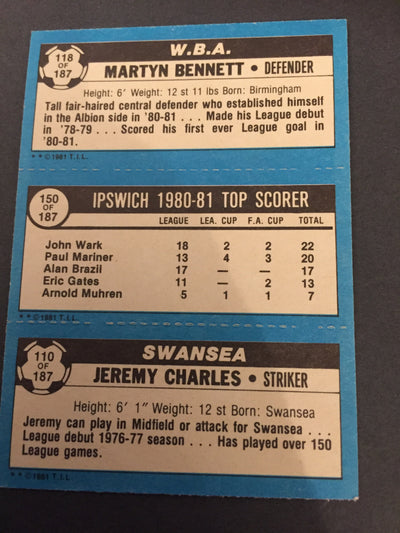 118
OF
187
W.B.A.
MARTYN BENNETT • DEFENDER
Height: 6' Weight: 12 st 11 lbs Born: Birmingham
Tall fair-haired central defender who established himself
in the Albion side in '80-81 . . . Made his League debut
in '78-79 . . . Scored his first ever League goal in
'80-81.
* * © 1981 T.I.L.
150
OF
187
IPSWICH 1980-81 TOP SCORER
LEAGUE LEA. CUP F.A. CUP TOTAL
John Wark 18 2 2 22
Paul Mariner 13 4 3 20
Alan Brazil 17 — — 17
Eric Gates 11 — 2 13
Arnold Muhren 5 1 1 7
* * © 1981 T.I.L.
110
OF
187
SWANSEA
JEREMY CHARLES • STRIKER
Height: 6' 1" Weight: 12 st Born: Swansea
Jeremy can play in Midfield or attack for Swansea . . .
League debut 1976-77 season . . . Has played over 150
League games.
* * © 1981 T.I.L.